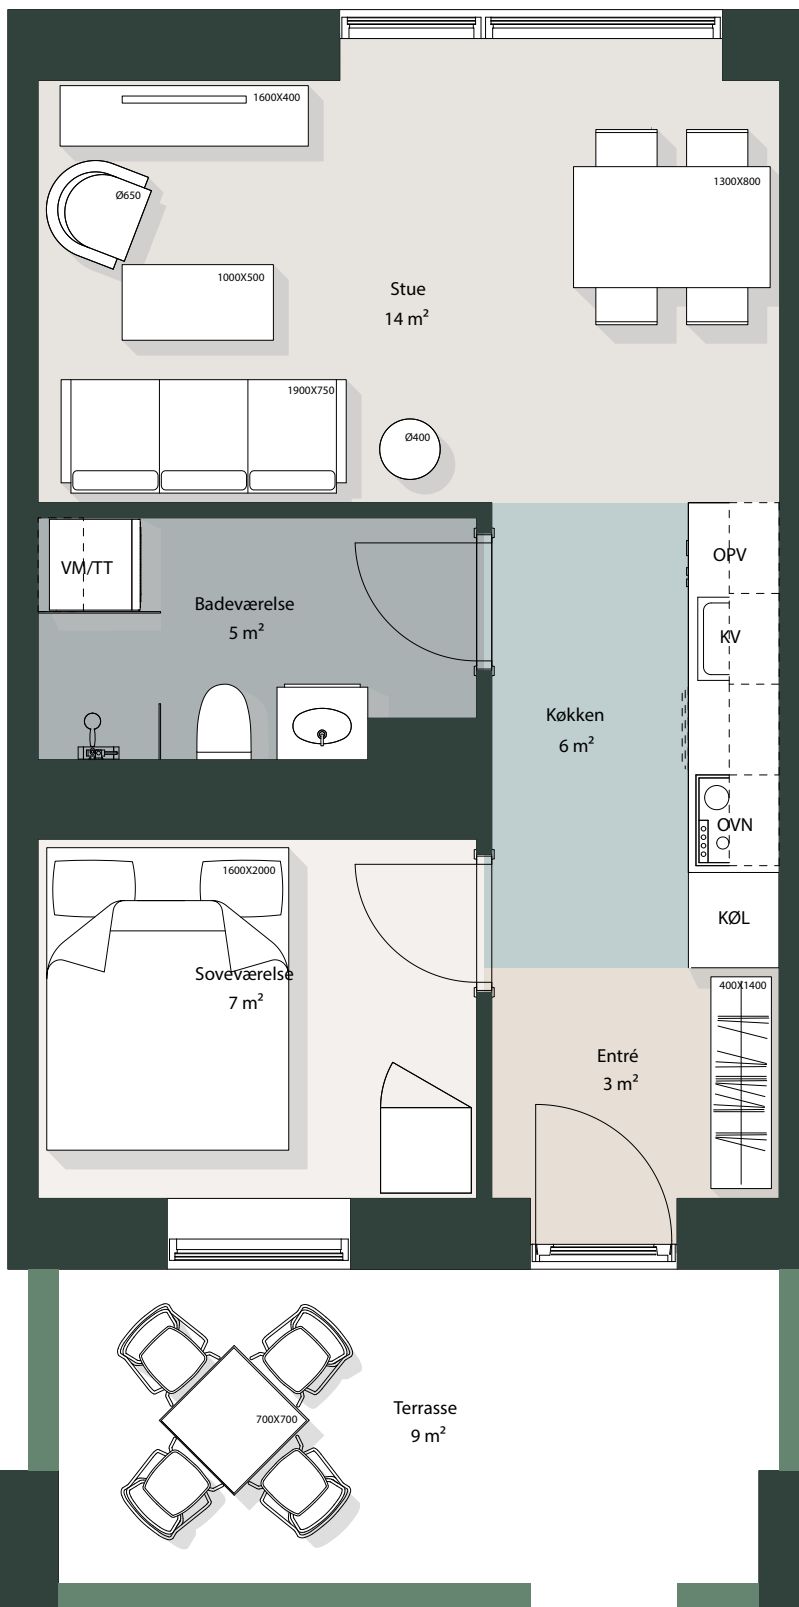 1600X400
Ø650
1300X800
1000X500
Stue
14 m²
1900X750
Ø400
VM/TT
OPV
Badeværelse
5 m²
KV
Køkken
6 m²
OVN
1600X2000
KØL
Soveværelse
7 m²
400X1400
Entré
3 m²
Terrasse
9 m²
700X700